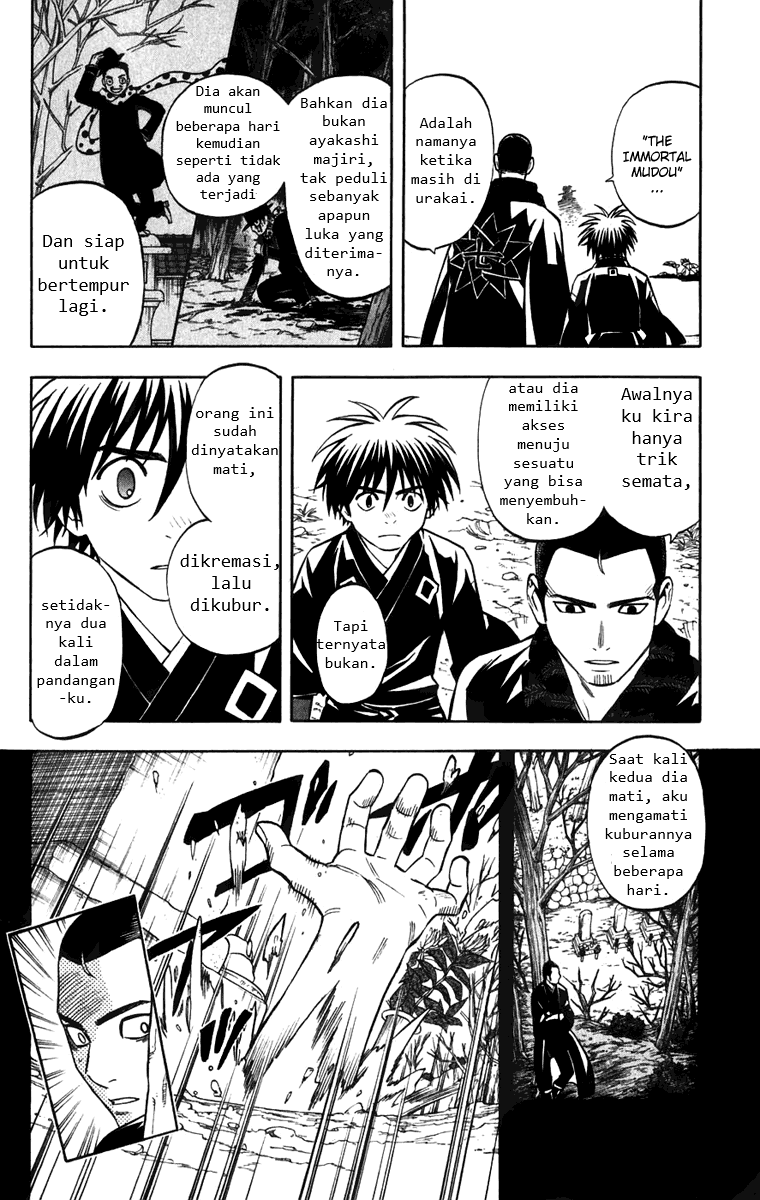 "THE
IMMORTAL
MUDOU"
...
Adalah
namanya
ketika
masih di
urakai.
Bahkan dia
bukan
ayakashi
majiri,
tak peduli
sebanyak
apapun
luka yang
diterima-
nya.
Dia akan
muncul
beberapa hari
kemudian
seperti tidak
ada yang
terjadi
Dan siap
untuk
bertempur
lagi.
Awalnya
ku kira
hanya
trik
semata,
atau dia
memiliki
akses
menuju
sesuatu
yang bisa
menyembuh-
kan.
Tapi
ternyata
bukan.
orang ini
sudah
dinyatakan
mati,
dikremasi,
lalu
dikubur.
setidak-
nya dua
kali
dalam
pandangan
-ku.
Saat kali
kedua dia
mati, aku
mengamati
kuburannya
selama
beberapa
hari.